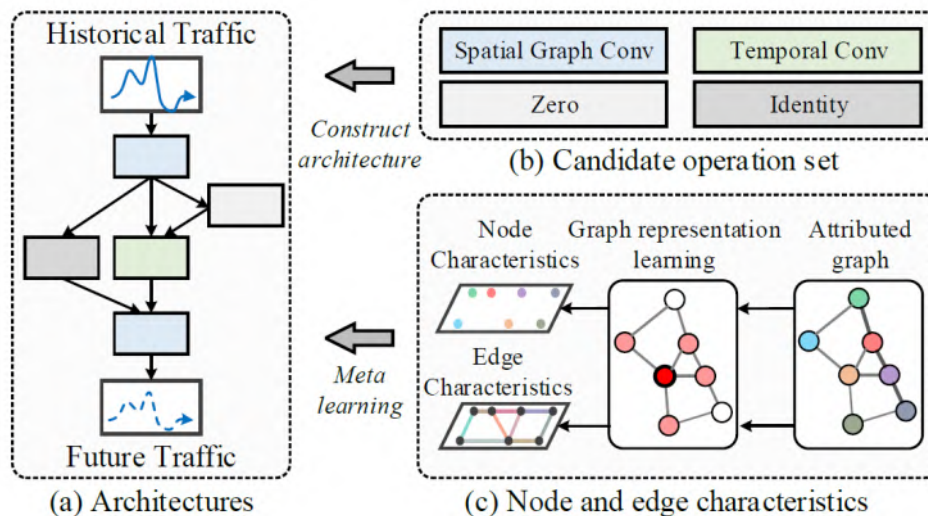 Historical Traffic
Future Traffic
(a) Architectures
Construct
architecture
Meta
learning
Spatial Graph Conv
Temporal Conv
Zero
Identity
(b) Candidate operation set
Node
Characteristics
Graph representation
learning
Attributed
graph
Edge
Characteristics
(c) Node and edge characteristics